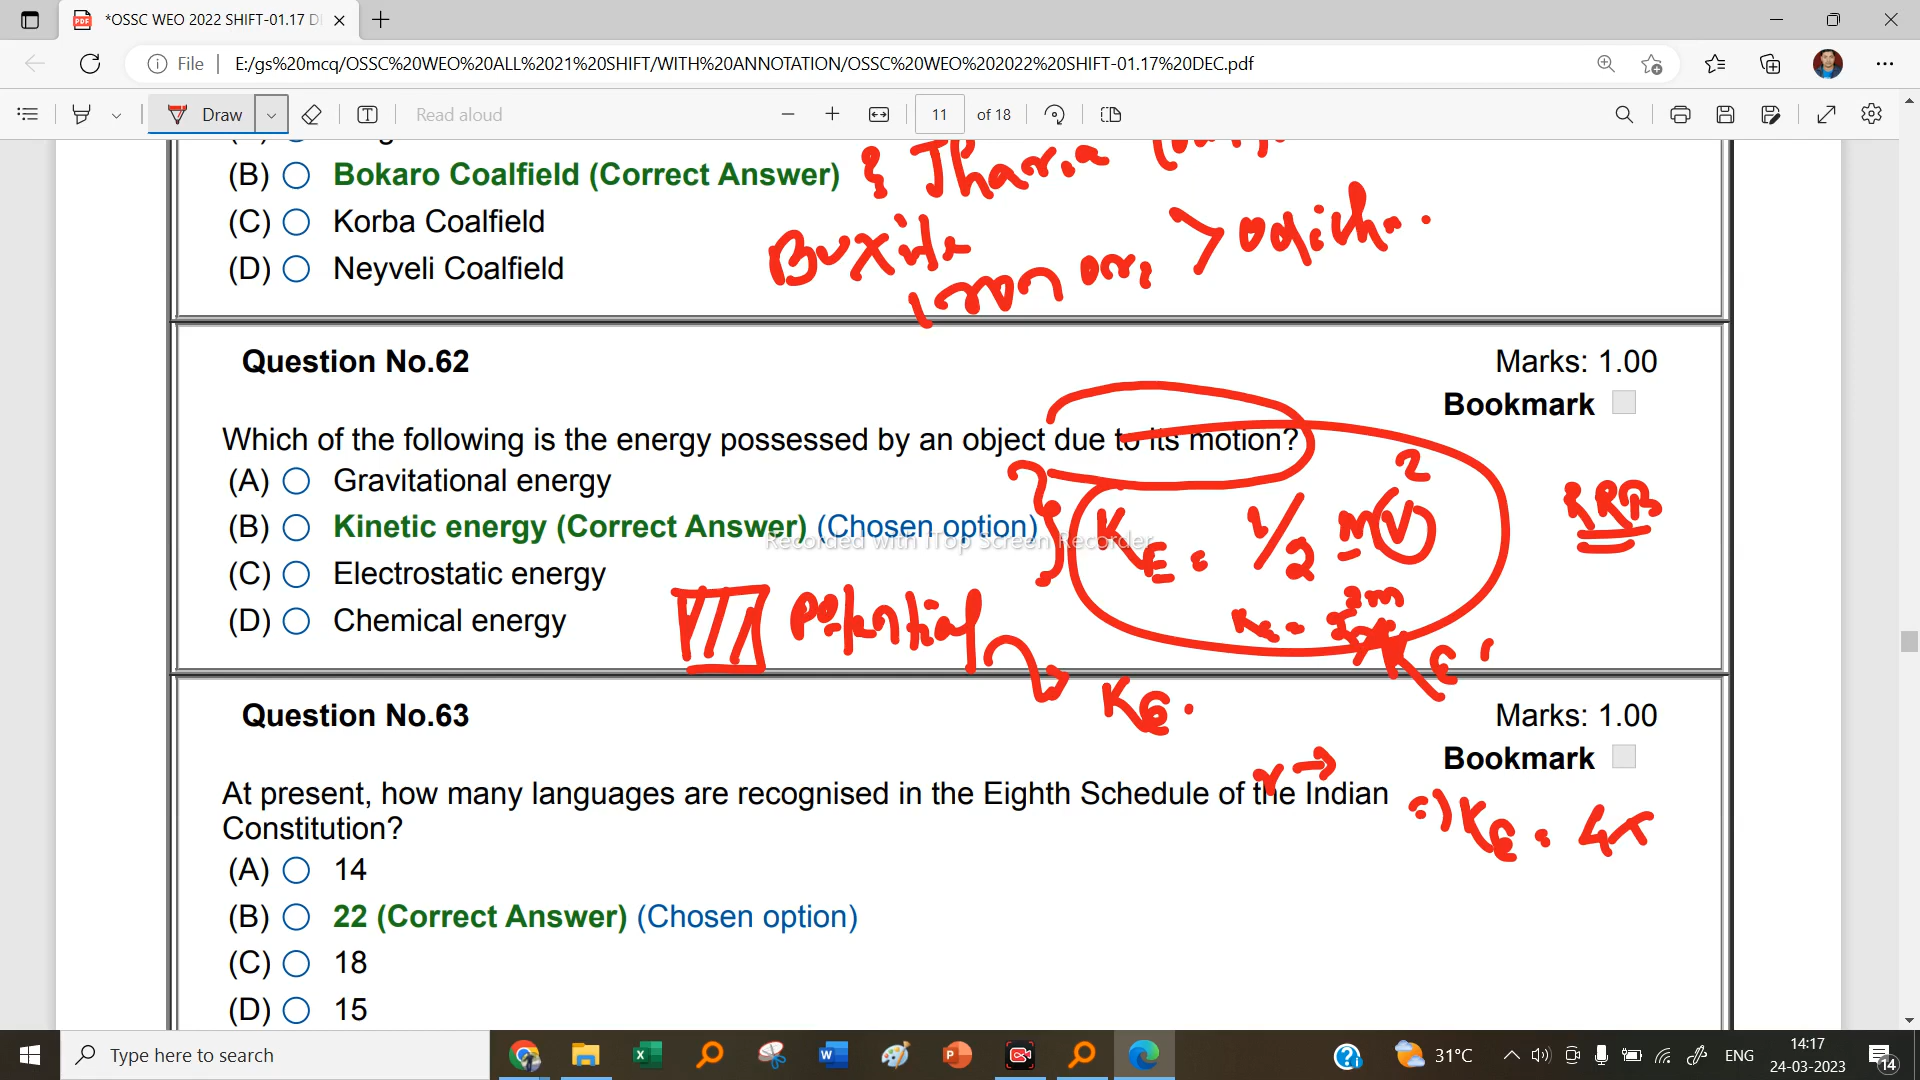 *OSSC WEO 2022 SHIFT-01.17 D
File
E:/gs%20mcq/OSSC%20WEO%20ALL%2021%20SHIFT/WITH%20ANNOTATION/OSSC%20WEO%202022%20SHIFT-01.17%20DEC.pdf
Draw
Read aloud
11 of 18
(B) Bokaro Coalfield (Correct Answer) & Jharia
(C) Korba Coalfield
(D) Neyveli Coalfield
Question No.62 Marks: 1.00
Bookmark
Which of the following is the energy possessed by an object due to its motion?
(A) Gravitational energy
(B) Kinetic energy (Correct Answer) (Chosen option)
KE = 1/2 m(V)2
RRB
Recorded with iTop Screen Recorder
(C) Electrostatic energy
(D) Chemical energy
Potential
KE
Question No.63 Marks: 1.00
Bookmark
At present, how many languages are recognised in the Eighth Schedule of the Indian
Constitution?
(A) 14
(B) 22 (Correct Answer) (Chosen option)
(C) 18
(D) 15
Type here to search
31°C
ENG
14:17
24-03-2023
14